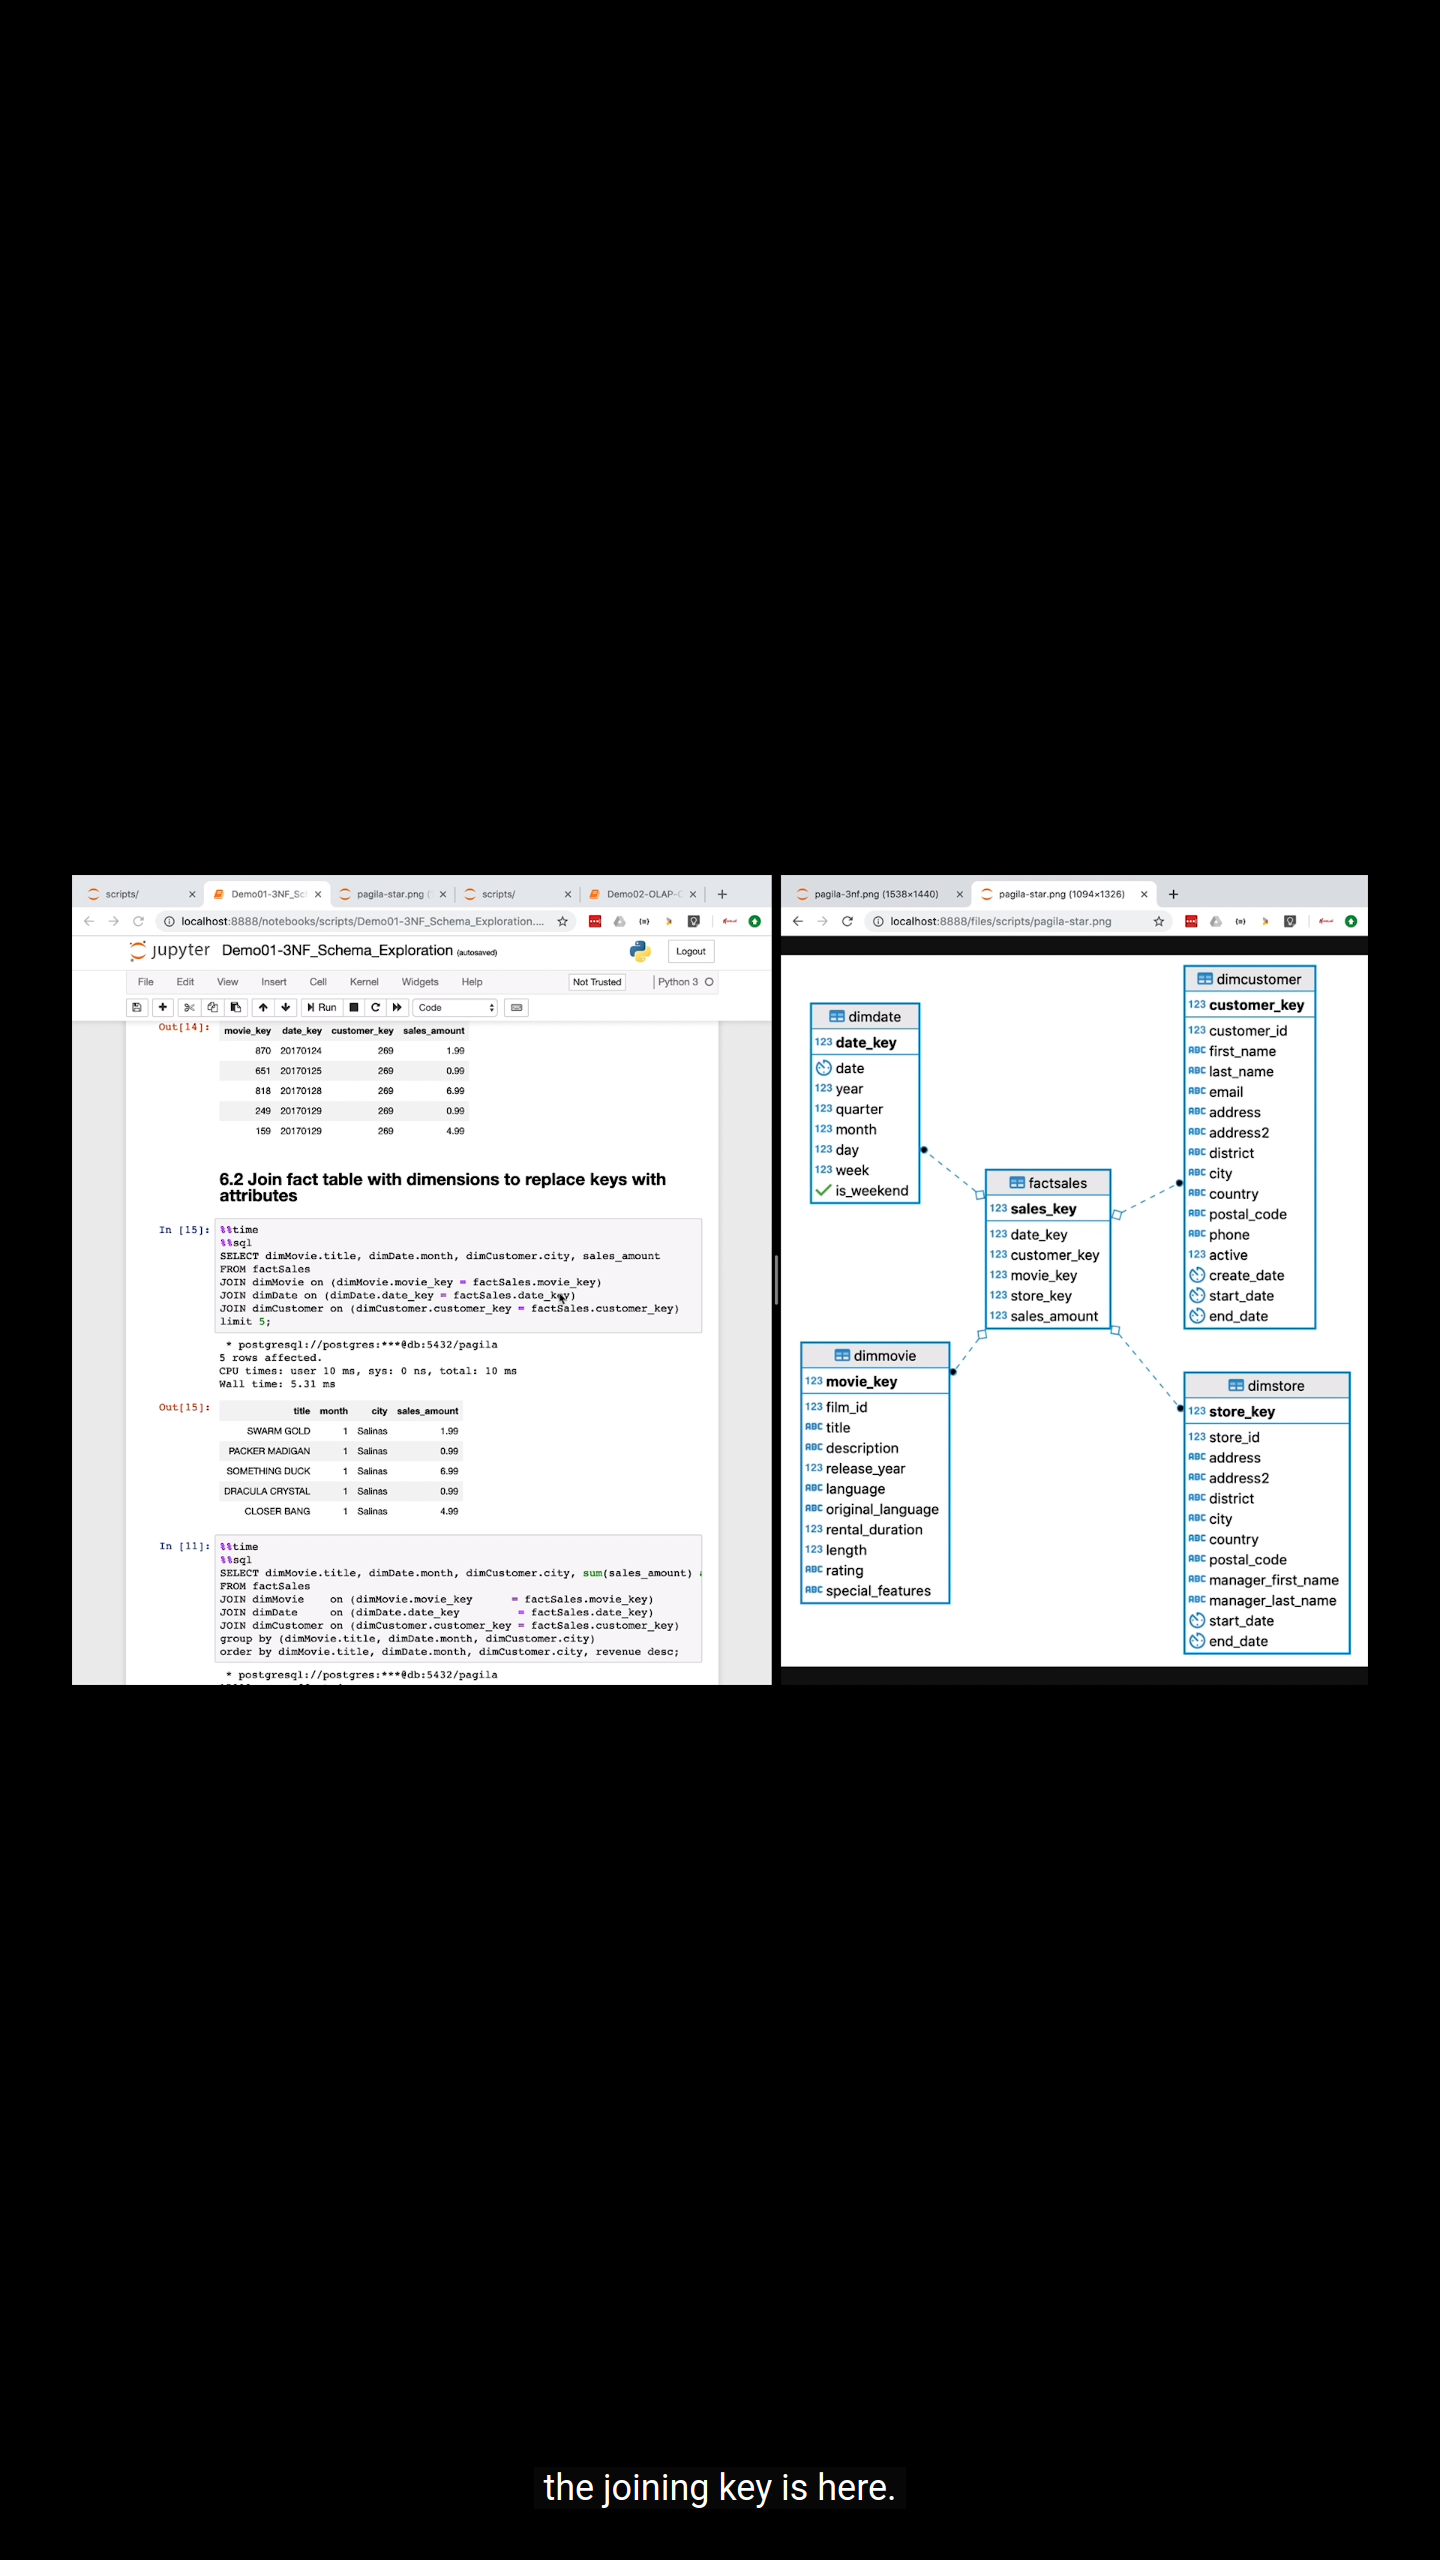 scripts/
Demo01-3NF_Sc
pagila-star.png (
scripts/
Demo02-OLAP-C
localhost:8888/notebooks/scripts/Demo01-3NF_Schema_Exploration....
jupyter Demo01-3NF_Schema_Exploration (autosaved)
Logout
File Edit View Insert Cell Kernel Widgets Help
Not Trusted
Python 3
Run
Code
Out[14]:
movie_key date_key customer_key sales_amount
870 20170124 269 1.99
651 20170125 269 0.99
818 20170128 269 6.99
249 20170129 269 0.99
159 20170129 269 4.99
6.2 Join fact table with dimensions to replace keys with
attributes
In [15]:
%%time
%%sql
SELECT dimMovie.title, dimDate.month, dimCustomer.city, sales_amount
FROM factSales
JOIN dimMovie on (dimMovie.movie_key = factSales.movie_key)
JOIN dimDate on (dimDate.date_key = factSales.date_key)
JOIN dimCustomer on (dimCustomer.customer_key = factSales.customer_key)
limit 5;
* postgresql://postgres:***@db:5432/pagila
5 rows affected.
CPU times: user 10 ms, sys: 0 ns, total: 10 ms
Wall time: 5.31 ms
Out[15]:
title month city sales_amount
SWARM GOLD 1 Salinas 1.99
PACKER MADIGAN 1 Salinas 0.99
SOMETHING DUCK 1 Salinas 6.99
DRACULA CRYSTAL 1 Salinas 0.99
CLOSER BANG 1 Salinas 4.99
In [11]:
%%time
%%sql
SELECT dimMovie.title, dimDate.month, dimCustomer.city, sum(sales_amount)
FROM factSales
JOIN dimMovie on (dimMovie.movie_key = factSales.movie_key)
JOIN dimDate on (dimDate.date_key = factSales.date_key)
JOIN dimCustomer on (dimCustomer.customer_key = factSales.customer_key)
group by (dimMovie.title, dimDate.month, dimCustomer.city)
order by dimMovie.title, dimDate.month, dimCustomer.city, revenue desc;
* postgresql://postgres:***@db:5432/pagila
pagila-3nf.png (1538×1440)
pagila-star.png (1094×1326)
localhost:8888/files/scripts/pagila-star.png
dimdate
123 date_key
date
123 year
123 quarter
123 month
123 day
123 week
is_weekend
dimcustomer
123 customer_key
123 customer_id
ABC first_name
ABC last_name
ABC email
ABC address
ABC address2
ABC district
ABC city
ABC country
ABC postal_code
ABC phone
123 active
create_date
start_date
end_date
factsales
123 sales_key
123 date_key
123 customer_key
123 movie_key
123 store_key
123 sales_amount
dimmovie
123 movie_key
123 film_id
ABC title
ABC description
123 release_year
ABC language
ABC original_language
123 rental_duration
123 length
ABC rating
ABC special_features
dimstore
123 store_key
123 store_id
ABC address
ABC address2
ABC district
ABC city
ABC country
ABC postal_code
ABC manager_first_name
ABC manager_last_name
start_date
end_date
the joining key is here.